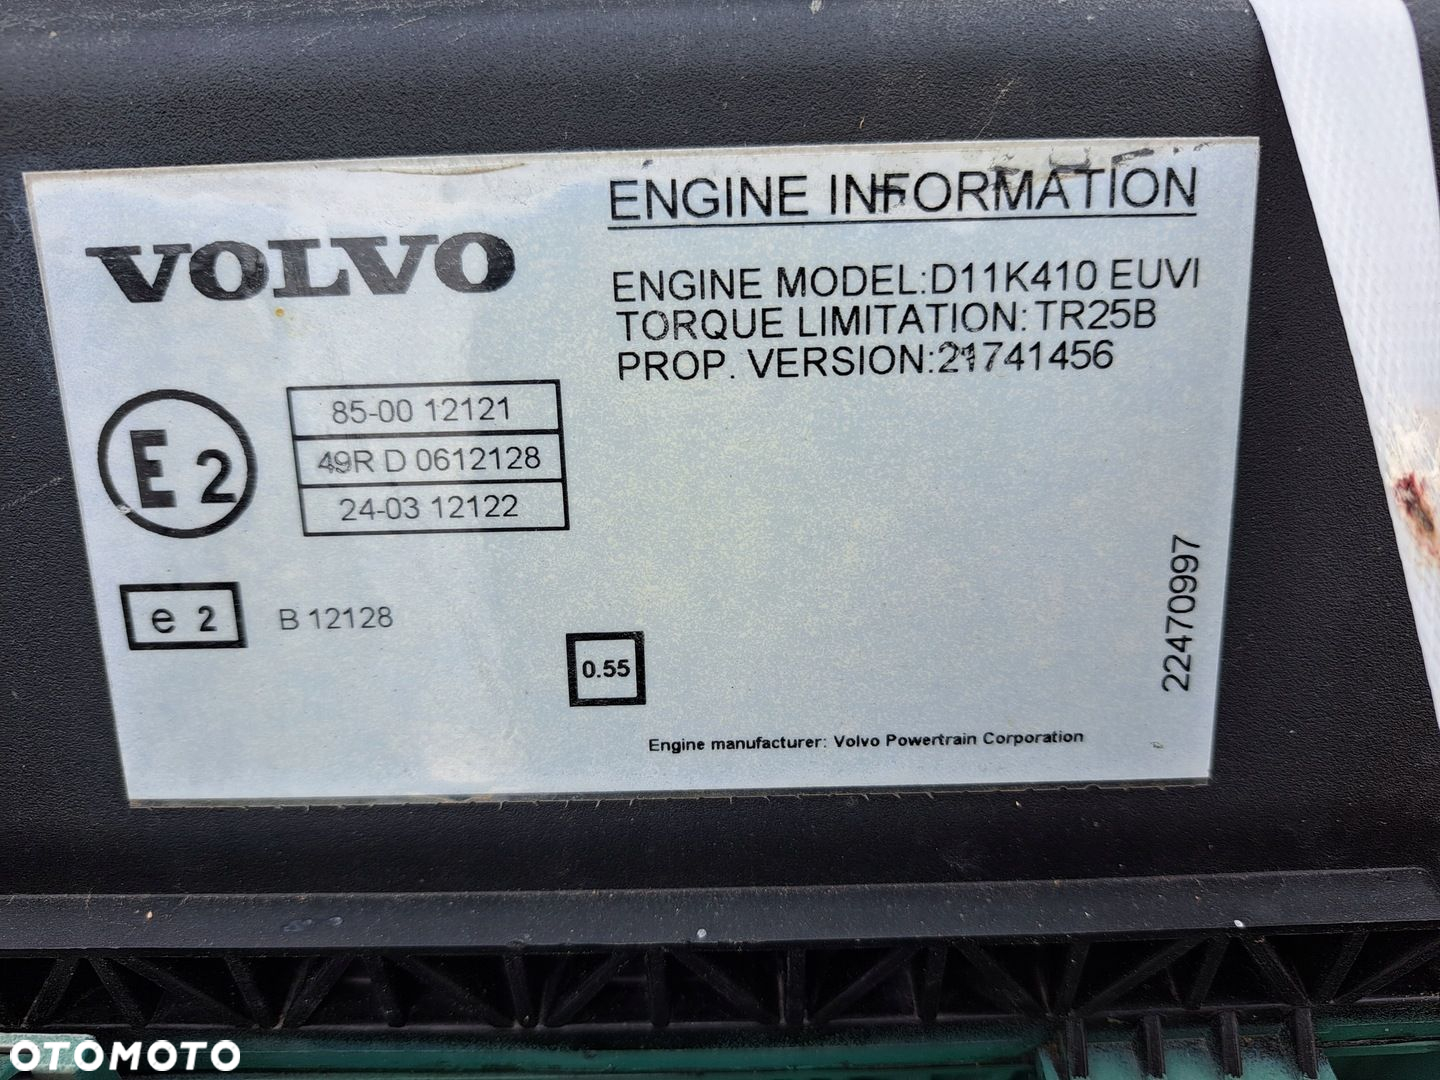 ENGINE INFORMATION
VOLVO
ENGINE MODEL:D11K410 EUVI
TORQUE LIMITATION:TR25B
PROP. VERSION:21741456
E2
85-00 12121
49R D 0612128
24-03 12122
e 2
B 12128
0.55
22470997
Engine manufacturer: Volvo Powertrain Corporation
OTOMOTO